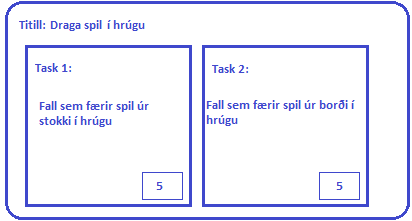 Titill: Draga spil í hrúgu
Task 1:
Fall sem færir spil úr
stokki í hrúgu
5
Task 2:
Fall sem færir spil úr borði í
hrúgu
5